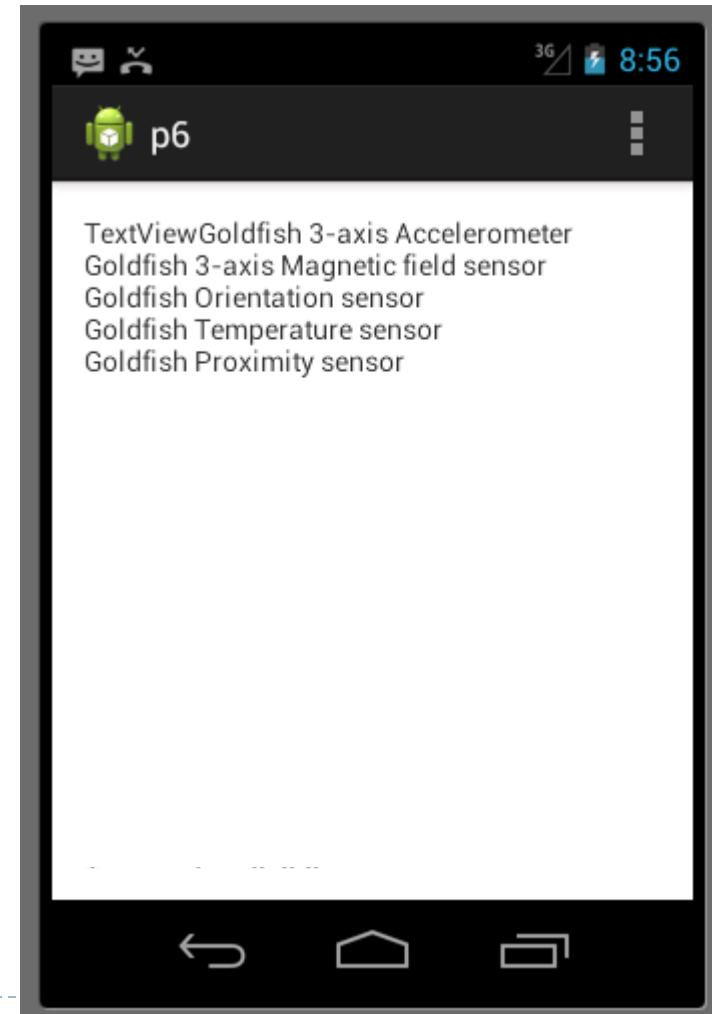 3G 8:56
p6
TextViewGoldfish 3-axis Accelerometer
Goldfish 3-axis Magnetic field sensor
Goldfish Orientation sensor
Goldfish Temperature sensor
Goldfish Proximity sensor